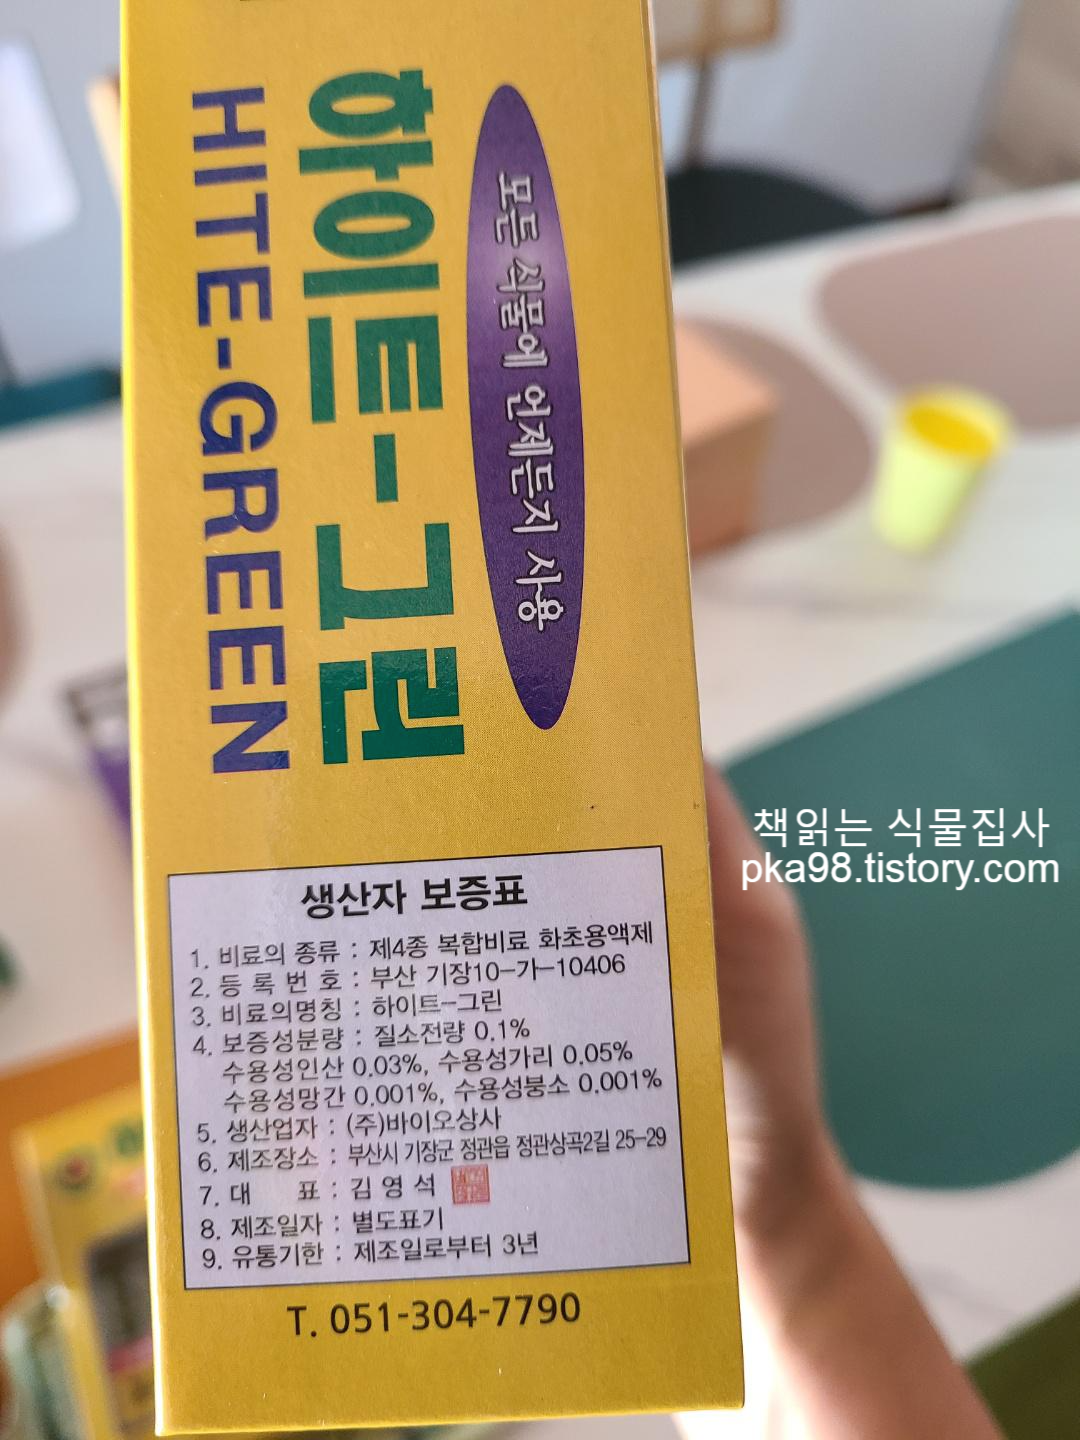 모든 식물에 언제든지 사용
하이트-그린
HITE-GREEN
생산자 보증표
1. 비료의 종류 : 제4종 복합비료 화초용액제
2. 등 록 번 호 : 부산 기장10-가-10406
3. 비료의명칭 : 하이트-그린
4. 보증성분량 : 질소전량 0.1%
수용성인산 0.03%, 수용성가리 0.05%
수용성망간 0.001%, 수용성붕소 0.001%
5. 생산업자 : (주)바이오상사
6. 제조장소 : 부산시 기장군 정관읍 정관상곡2길 25-29
7. 대 표 : 김 영 석
8. 제조일자 : 별도표기
9. 유통기한 : 제조일로부터 3년
T. 051-304-7790
책읽는 식물집사
pka98.tistory.com